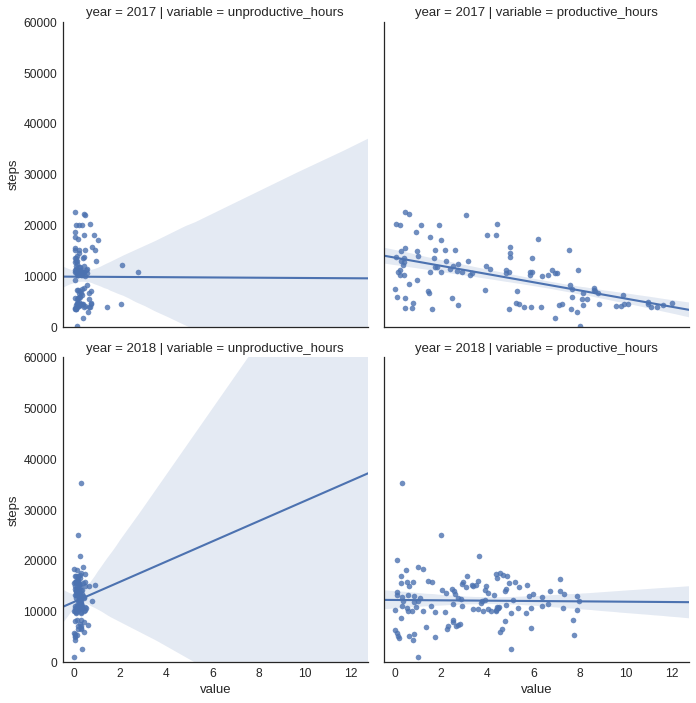 year = 2017 | variable = unproductive_hours
year = 2017 | variable = productive_hours
60000
50000
40000
30000
20000
10000
0
steps
year = 2018 | variable = unproductive_hours
year = 2018 | variable = productive_hours
60000
50000
40000
30000
20000
10000
0
steps
0 2 4 6 8 10 12
value
0 2 4 6 8 10 12
value